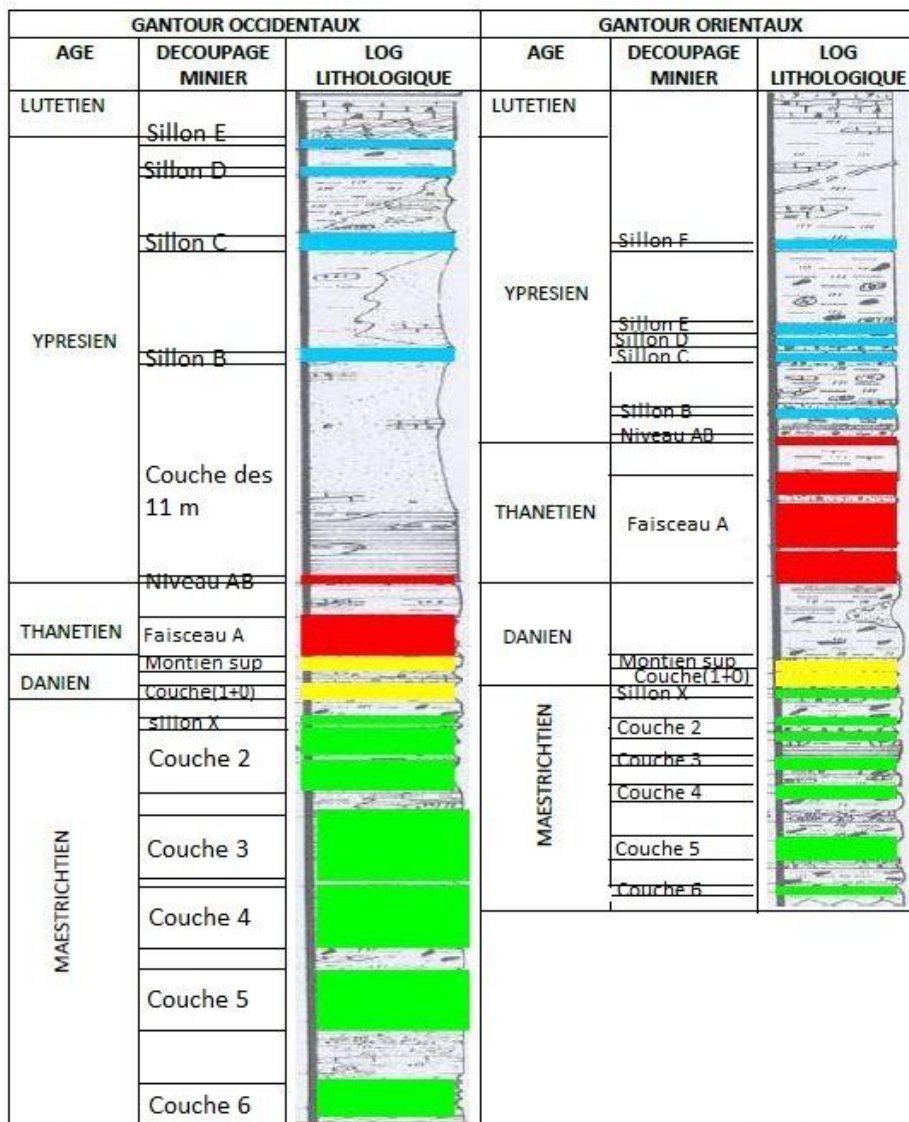 GANTOUR OCCIDENTAUX
AGE
DECOUPAGE
MINIER
LOG
LITHOLOGIQUE
LUTETIEN
Sillon E
Sillon D
Sillon C
YPRESIEN
Sillon B
Couche des
11 m
Niveau AB
THANETIEN
Faisceau A
Montien sup
DANIEN
Couche(1+0)
sillon X
Couche 2
MAESTRICHTIEN
Couche 3
Couche 4
Couche 5
Couche 6
GANTOUR ORIENTAUX
AGE
DECOUPAGE
MINIER
LOG
LITHOLOGIQUE
LUTETIEN
Sillon F
YPRESIEN
Sillon E
Sillon D
Sillon C
Sillon B
Niveau AB
THANETIEN
Faisceau A
DANIEN
Montien sup
Couche(1+0)
Sillon X
Couche 2
MAESTRICHTIEN
Couche 3
Couche 4
Couche 5
Couche 6